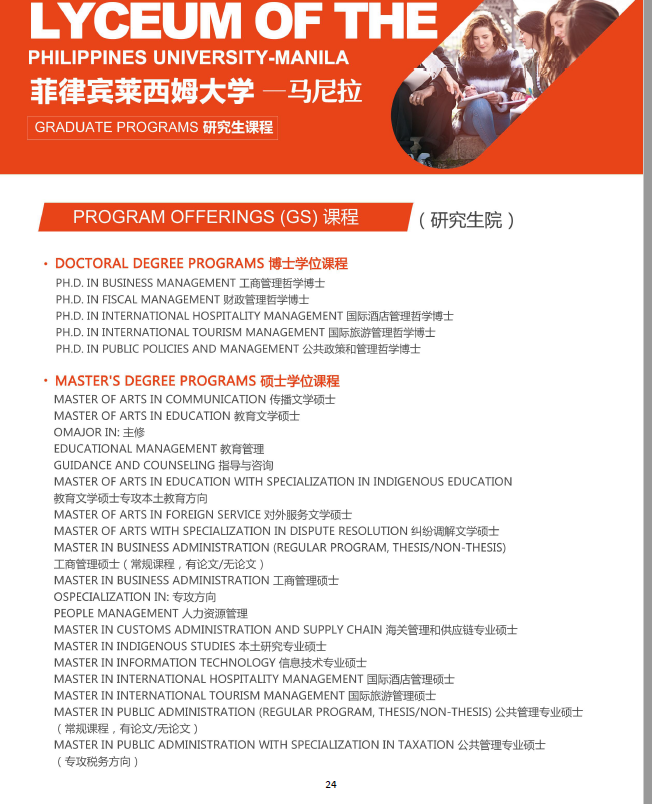 LYCEUM OF THE
PHILIPPINES UNIVERSITY-MANILA
菲律宾莱西姆大学 —马尼拉
GRADUATE PROGRAMS 研究生课程
PROGRAM OFFERINGS (GS) 课程
（研究生院）
· DOCTORAL DEGREE PROGRAMS 博士学位课程
PH.D. IN BUSINESS MANAGEMENT 工商管理哲学博士
PH.D. IN FISCAL MANAGEMENT 财政管理哲学博士
PH.D. IN INTERNATIONAL HOSPITALITY MANAGEMENT 国际酒店管理哲学博士
PH.D. IN INTERNATIONAL TOURISM MANAGEMENT 国际旅游管理哲学博士
PH.D. IN PUBLIC POLICIES AND MANAGEMENT 公共政策和管理哲学博士
· MASTER'S DEGREE PROGRAMS 硕士学位课程
MASTER OF ARTS IN COMMUNICATION 传播文学硕士
MASTER OF ARTS IN EDUCATION 教育文学硕士
OMAJOR IN: 主修
EDUCATIONAL MANAGEMENT 教育管理
GUIDANCE AND COUNSELING 指导与咨询
MASTER OF ARTS IN EDUCATION WITH SPECIALIZATION IN INDIGENOUS EDUCATION
教育文学硕士专攻本土教育方向
MASTER OF ARTS IN FOREIGN SERVICE 对外服务文学硕士
MASTER OF ARTS WITH SPECIALIZATION IN DISPUTE RESOLUTION 纠纷调解文学硕士
MASTER IN BUSINESS ADMINISTRATION (REGULAR PROGRAM, THESIS/NON-THESIS)
工商管理硕士（常规课程，有论文/无论文）
MASTER IN BUSINESS ADMINISTRATION 工商管理硕士
OSPECIALIZATION IN: 专攻方向
PEOPLE MANAGEMENT 人力资源管理
MASTER IN CUSTOMS ADMINISTRATION AND SUPPLY CHAIN 海关管理和供应链专业硕士
MASTER IN INDIGENOUS STUDIES 本土研究专业硕士
MASTER IN INFORMATION TECHNOLOGY 信息技术专业硕士
MASTER IN INTERNATIONAL HOSPITALITY MANAGEMENT 国际酒店管理硕士
MASTER IN INTERNATIONAL TOURISM MANAGEMENT 国际旅游管理硕士
MASTER IN PUBLIC ADMINISTRATION (REGULAR PROGRAM, THESIS/NON-THESIS) 公共管理专业硕士
（常规课程，有论文/无论文）
MASTER IN PUBLIC ADMINISTRATION WITH SPECIALIZATION IN TAXATION 公共管理专业硕士
（专攻税务方向）
24